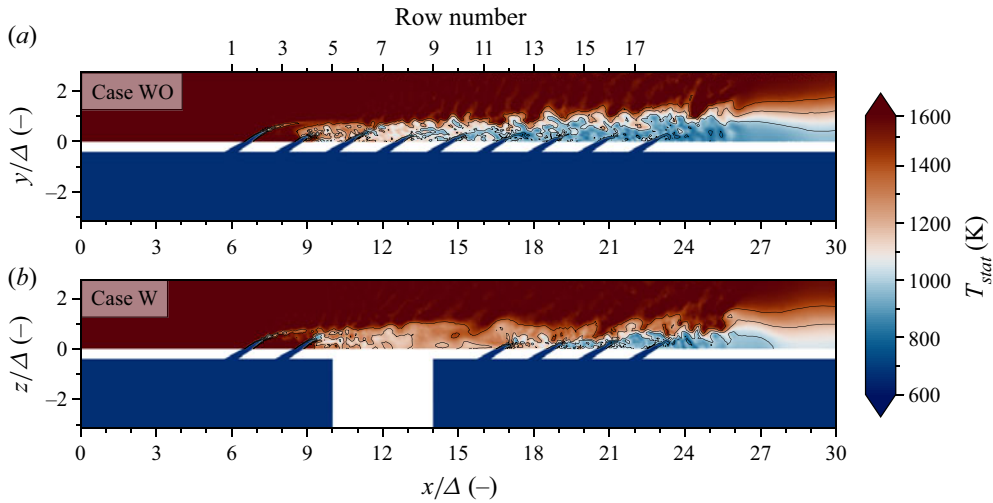 Row number
(a)
1 3 5 7 9 11 13 15 17
Case WO
2
0
–2
y/Δ (–)
0 3 6 9 12 15 18 21 24 27 30
(b)
Case W
2
0
–2
z/Δ (–)
0 3 6 9 12 15 18 21 24 27 30
x/Δ (–)
1600
1400
1200
1000
800
600
T_stat (K)